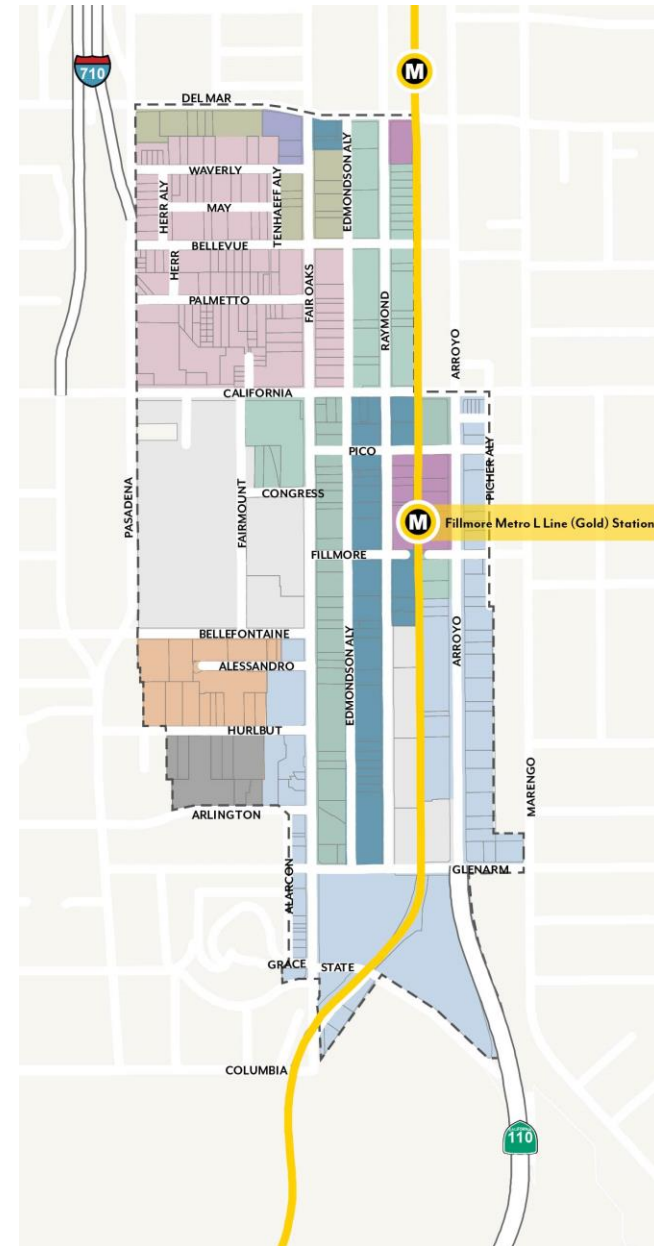 710
M
DEL MAR
WAVERLY
HERR ALY
MAY
TENHAEFF ALY
EDMONDSON ALY
BELLEVUE
HERR
PALMETTO
FAIR OAKS
RAYMOND
ARROYO
CALIFORNIA
PICO
PICHER ALY
PASADENA
FAIRMOUNT
CONGRESS
M
Fillmore Metro L Line (Gold) Station
FILLMORE
BELLEFONTAINE
ALESSANDRO
EDMONDSON ALY
ARROYO
HURLBUT
ARLINGTON
MARENGO
GLENARM
ALARCON
GRACE
STATE
COLUMBIA
CALIFORNIA
110